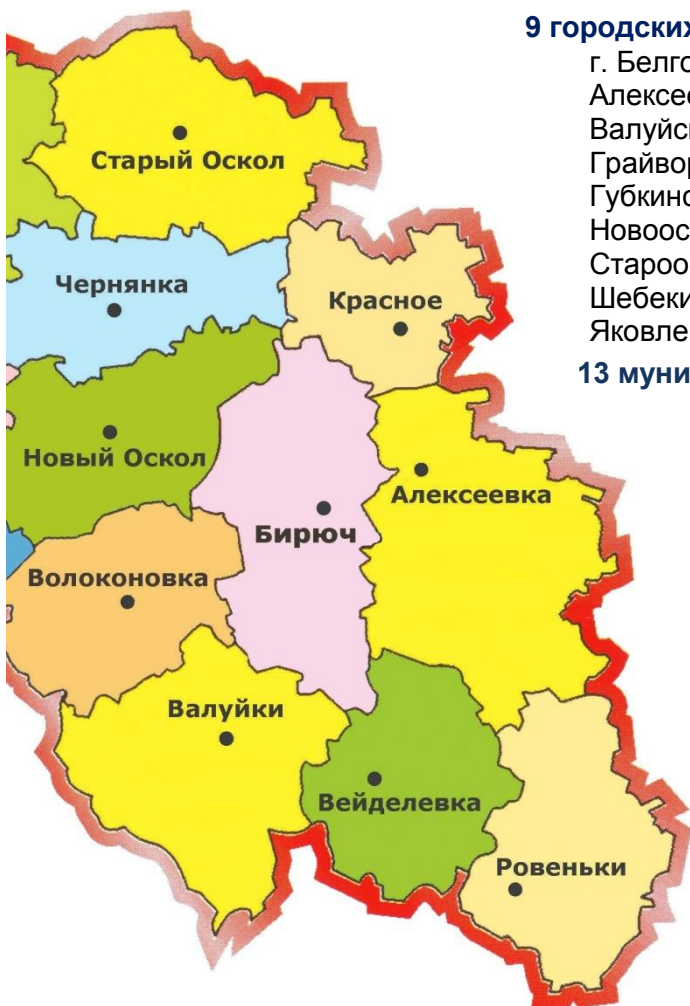 9 городских
г. Белго
Алексее
Валуйск
Грайвор
Губкинс
Новоос
Староо
Шебеки
Яковле
13 муни
Старый Оскол
Чернянка
Красное
Новый Оскол
Алексеевка
Бирюч
Волоконовка
Валуйки
Вейделевка
Ровеньки